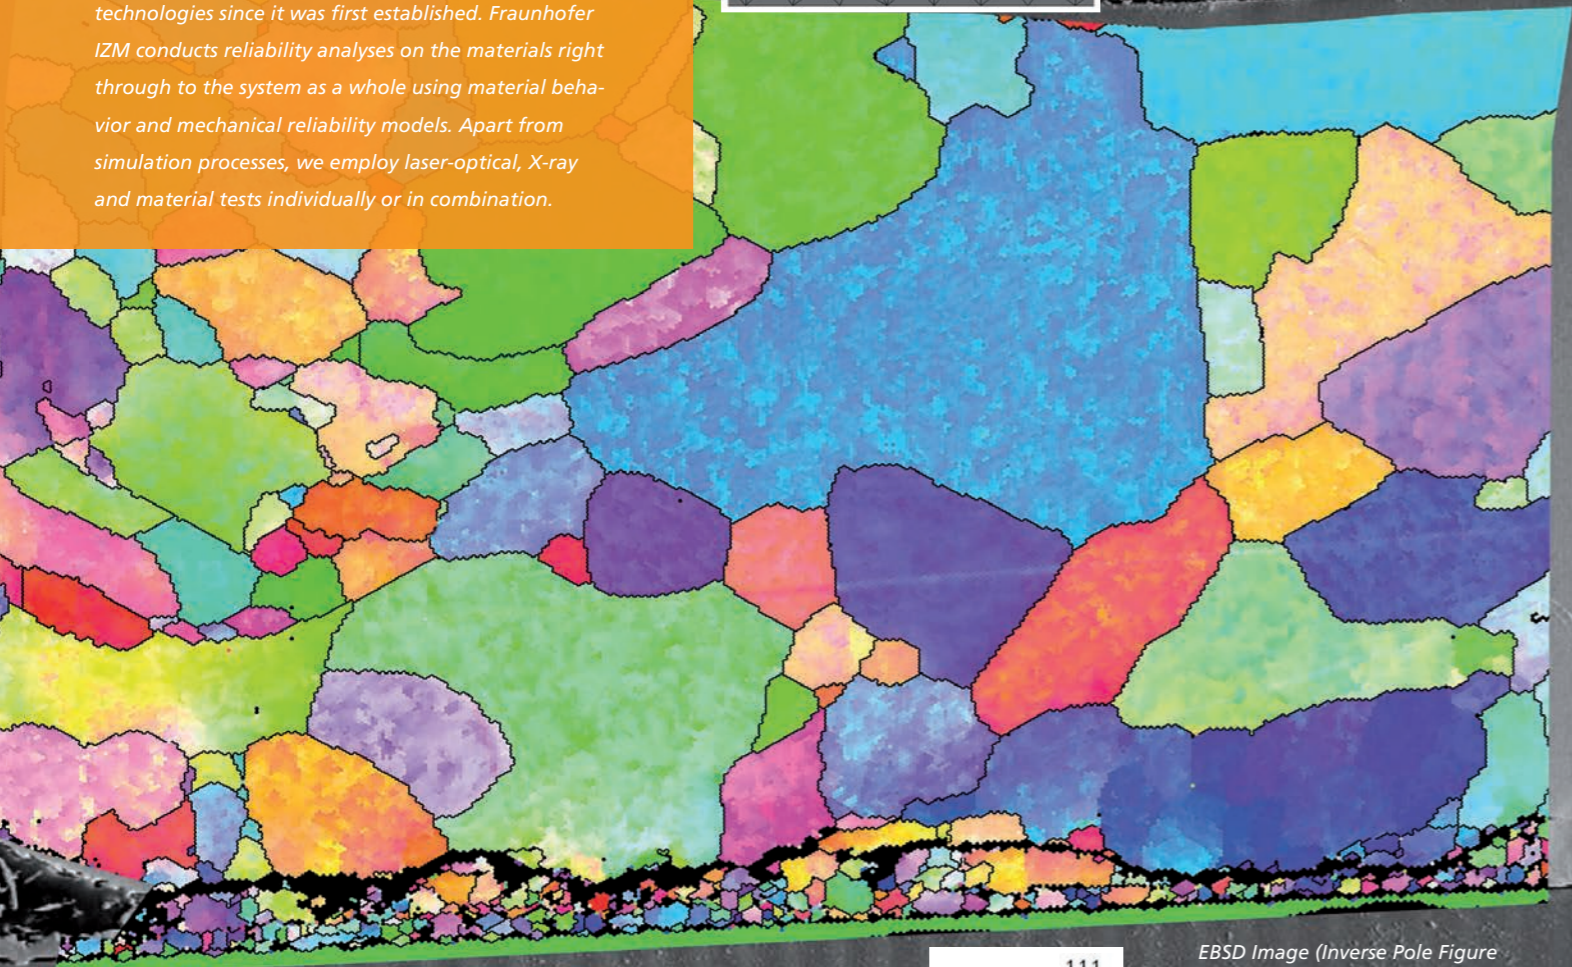 technologies since it was first established. Fraunhofer
IZM conducts reliability analyses on the materials right
through to the system as a whole using material beha-
vior and mechanical reliability models. Apart from
simulation processes, we employ laser-optical, X-ray
and material tests individually or in combination.
111
EBSD Image (Inverse Pole Figure